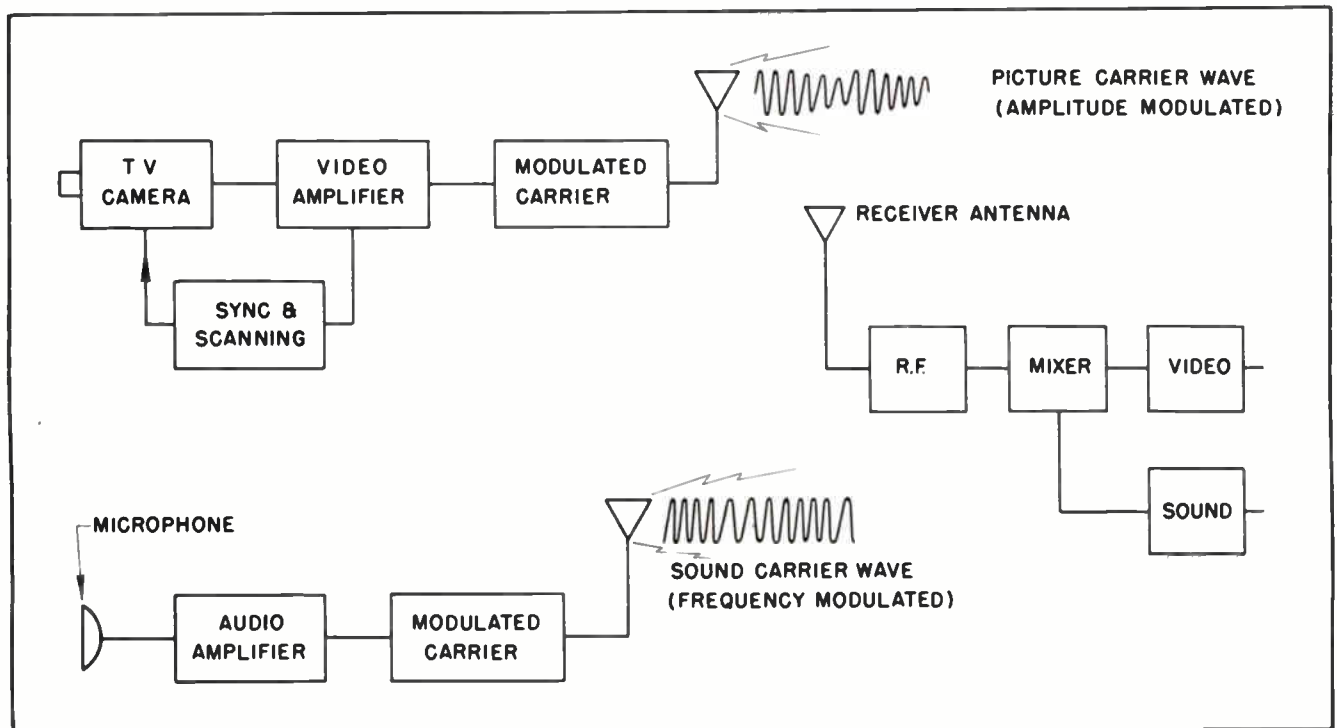 PICTURE CARRIER WAVE
(AMPLITUDE MODULATED)
T V
CAMERA
VIDEO
AMPLIFIER
MODULATED
CARRIER
SYNC &
SCANNING
RECEIVER ANTENNA
R.F.
MIXER
VIDEO
SOUND
MICROPHONE
AUDIO
AMPLIFIER
MODULATED
CARRIER
SOUND CARRIER WAVE
(FREQUENCY MODULATED)